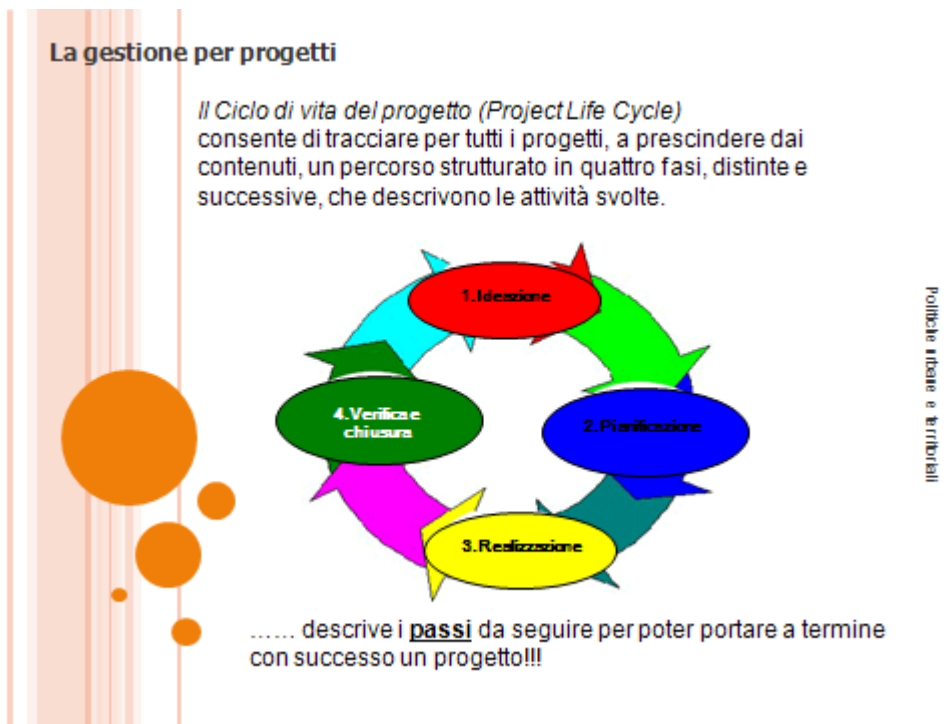 La gestione per progetti
Il Ciclo di vita del progetto (Project Life Cycle)
consente di tracciare per tutti i progetti, a prescindere dai
contenuti, un percorso strutturato in quattro fasi, distinte e
successive, che descrivono le attività svolte.
1.Ideazione
2.Pianificazione
3.Realizzazione
4.Verifica e
chiusura
Politiche urbane e territoriali
…… descrive i passi da seguire per poter portare a termine
con successo un progetto!!!